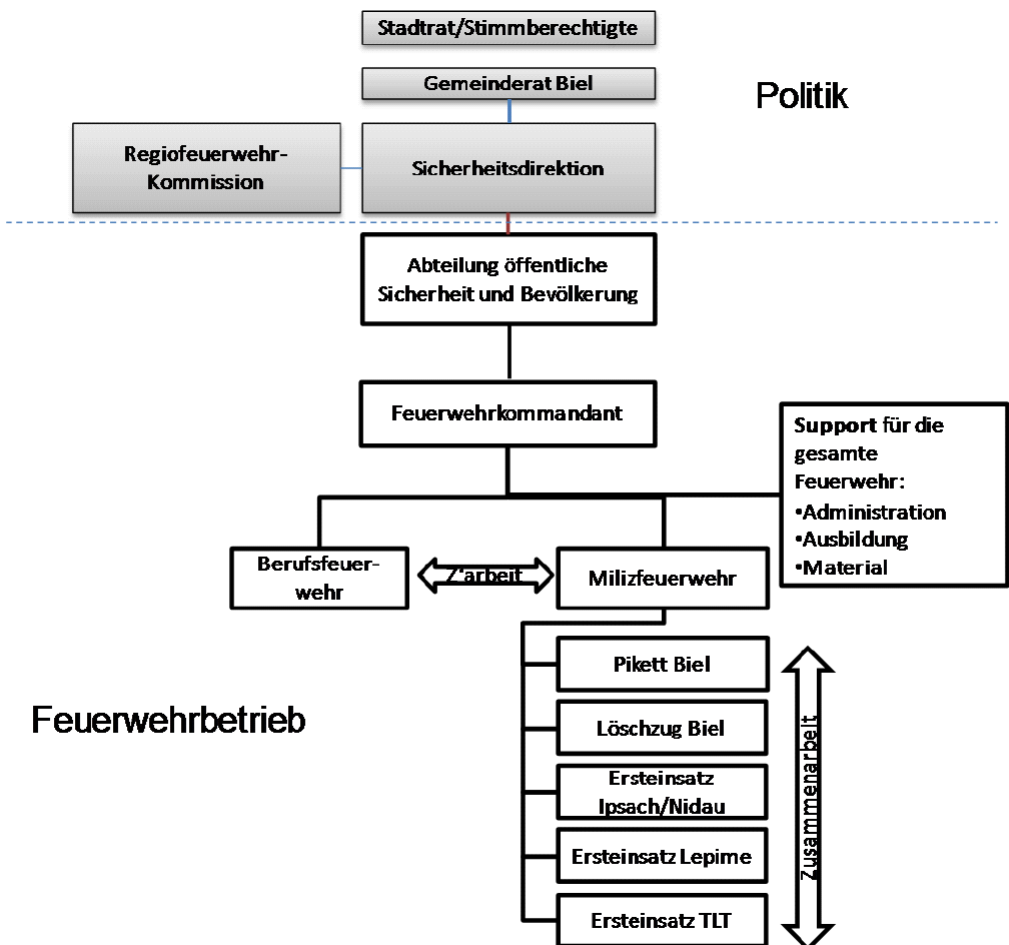 Stadtrat/Stimmberechtigte
Gemeinderat Biel
Politik
Regiofeuerwehr-
Kommission
Sicherheitsdirektion
Abteilung öffentliche
Sicherheit und Bevölkerung
Feuerwehrkommandant
Support für die
gesamte
Feuerwehr:
•Administration
•Ausbildung
•Material
Berufsfeuer-
wehr
Z'arbeit
Milizfeuerwehr
Feuerwehrbetrieb
Pikett Biel
Löschzug Biel
Ersteinsatz
Ipsach/Nidau
Ersteinsatz Lepime
Ersteinsatz TLT
Zusammenarbeit